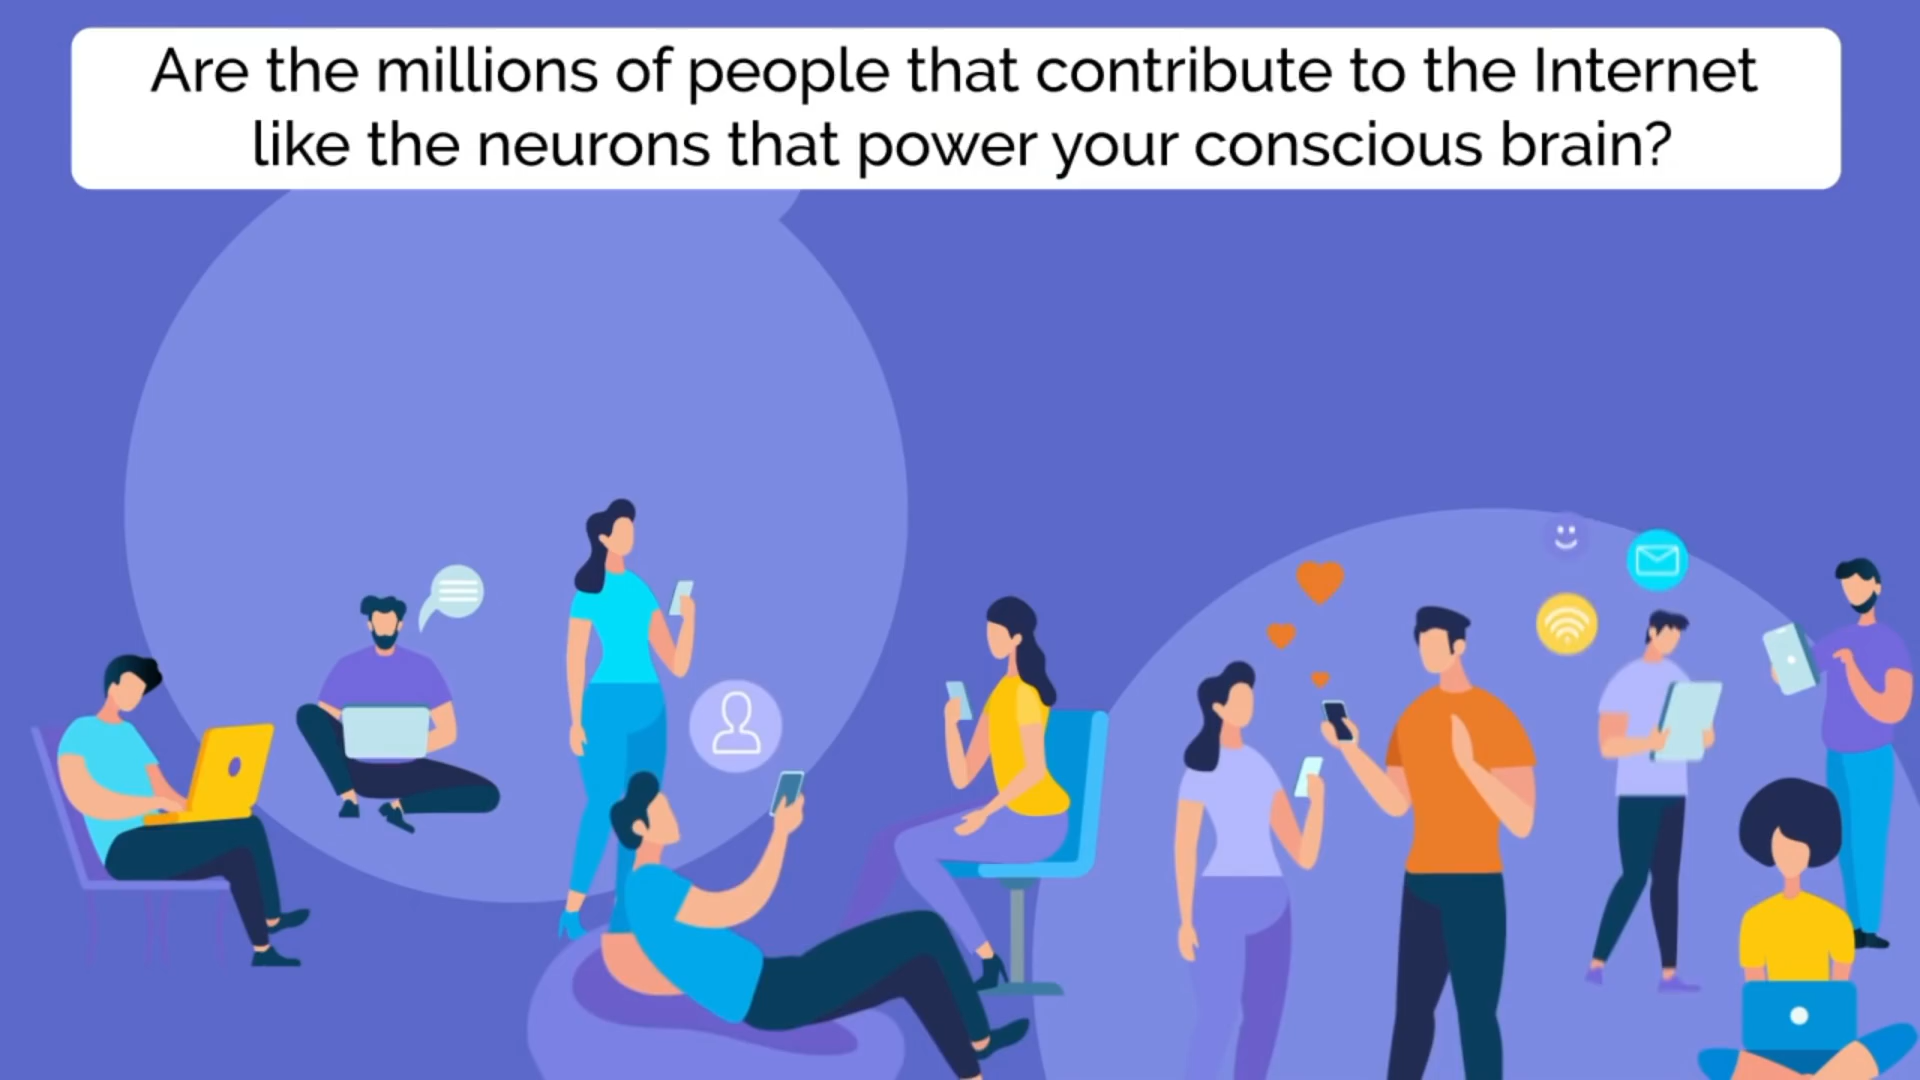 Are the millions of people that contribute to the Internet
like the neurons that power your conscious brain?